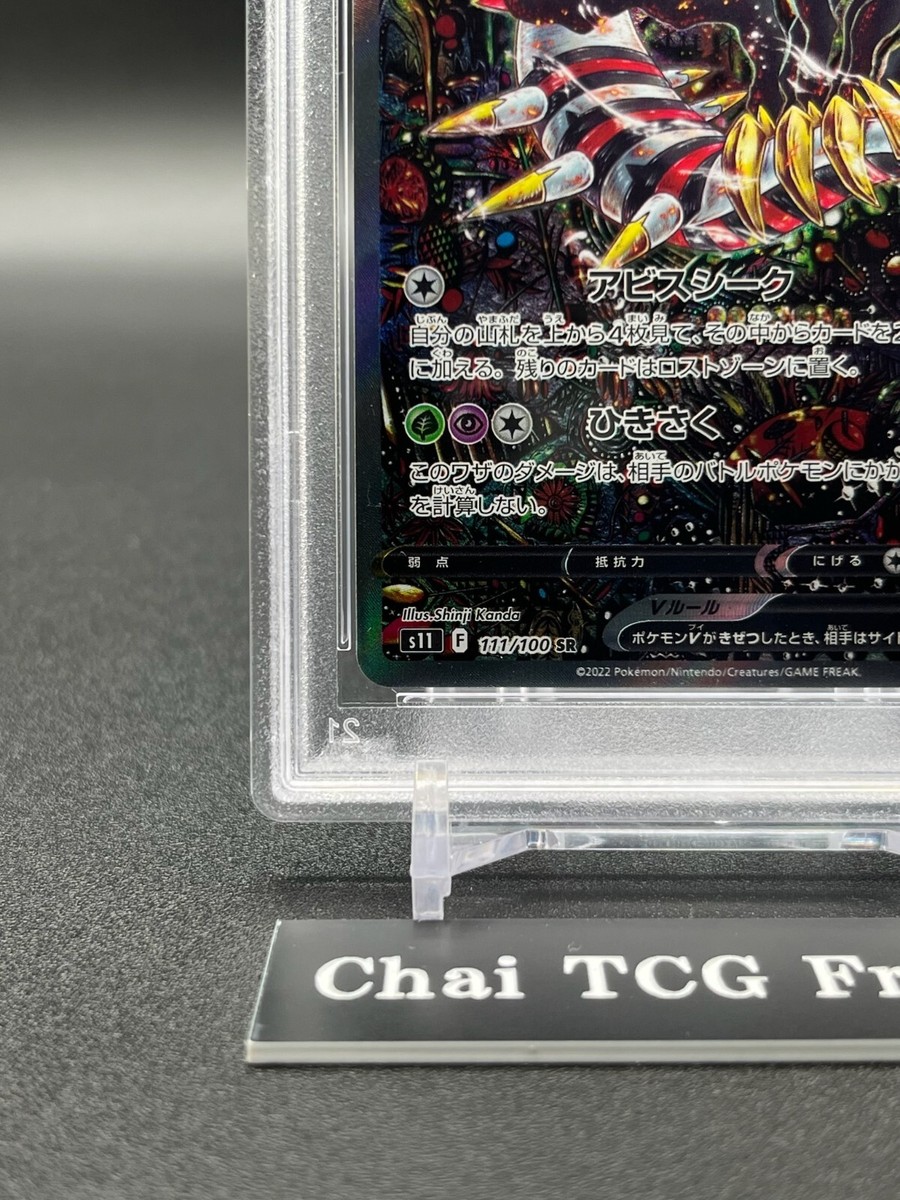 アビスシーク
自分の山札を上から4枚見て、その中からカードを2
に加える。残りのカードはロストゾーンに置く。
ひきさく
このワザのダメージは、相手のバトルポケモンにかか
を計算しない。
弱点 抵抗力 にげる
Illus.Shinji Kanda
Vルール
s11 F 111/100 SR
ポケモンVがきぜつしたとき、相手はサイド
©2022 Pokémon/Nintendo/Creatures/GAME FREAK.
21
Chai TCG Fr